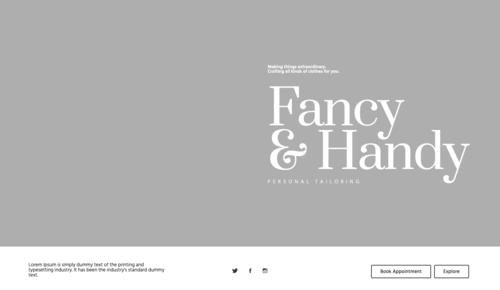 Making things extraordinary.
Crafting all kinds of clothes for you.
Fancy
& Handy
PERSONAL TAILORING
Lorem Ipsum is simply dummy text of the printing and
typesetting industry. It has been the industry's standard dummy
text.
Book Appointment
Explore